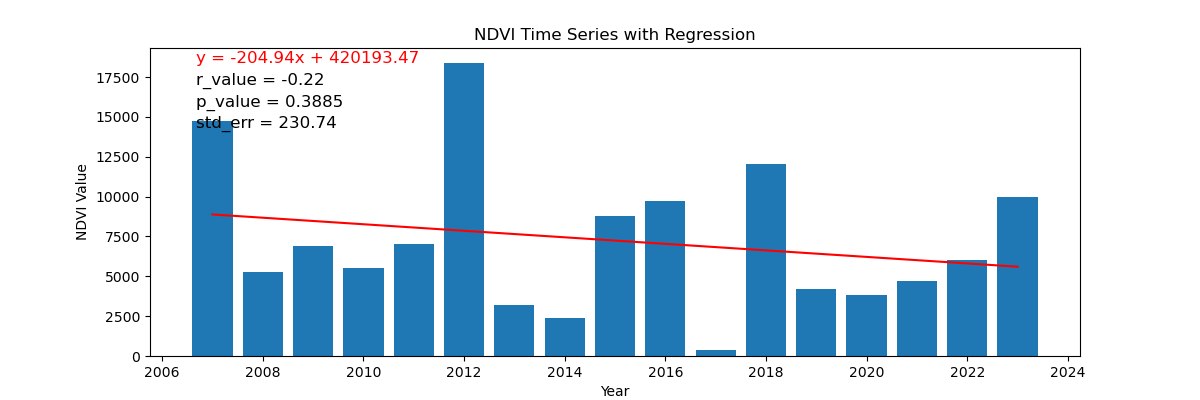 NDVI Time Series with Regression
y = -204.94x + 420193.47
r_value = -0.22
p_value = 0.3885
std_err = 230.74
NDVI Value
17500
15000
12500
10000
7500
5000
2500
0
2006 2008 2010 2012 2014 2016 2018 2020 2022 2024
Year